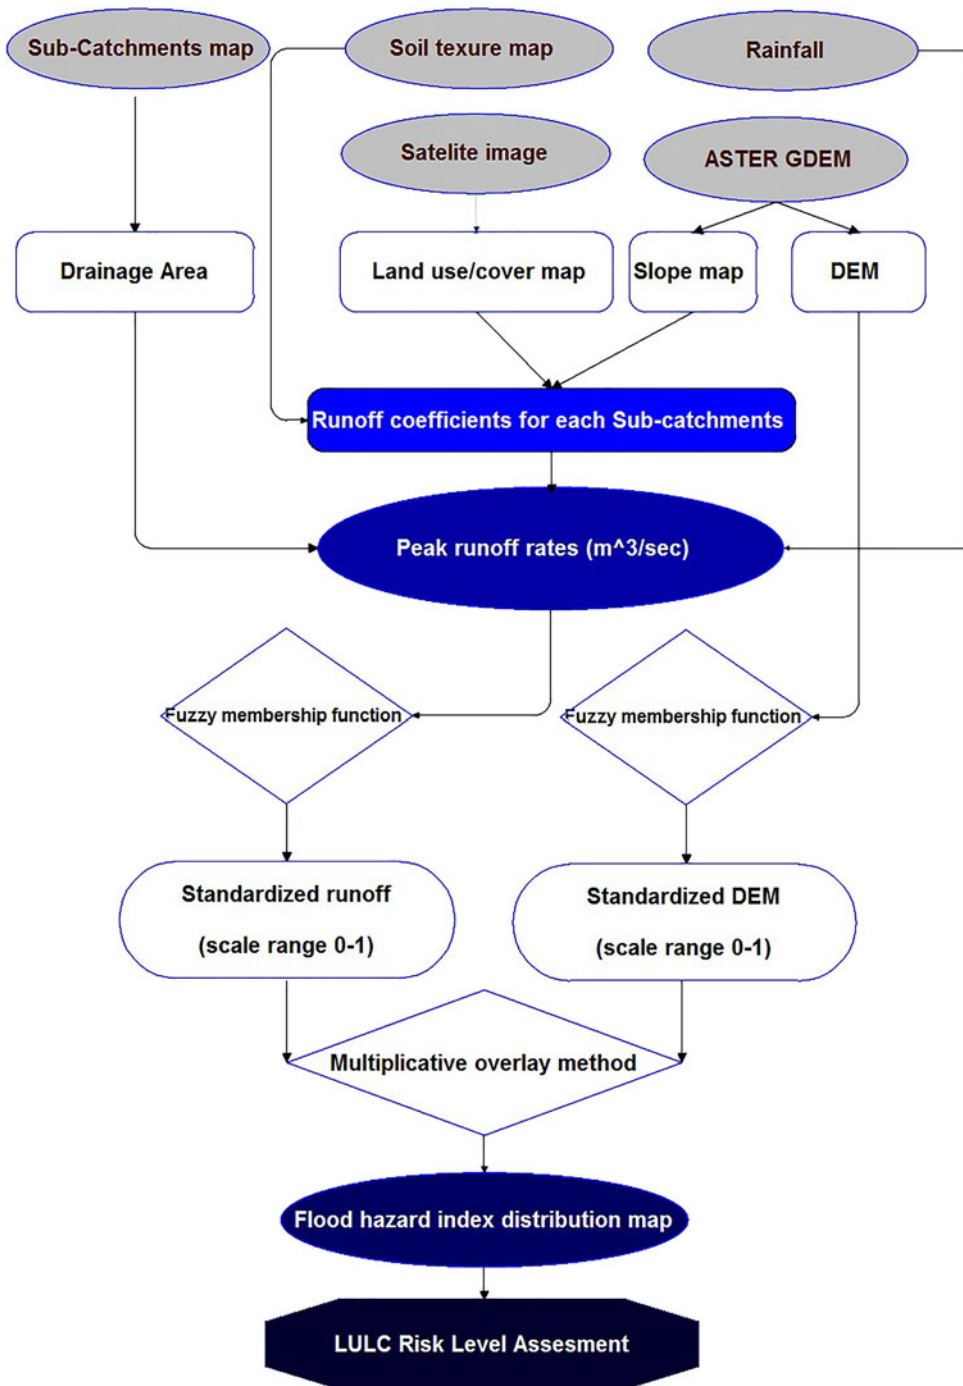 Sub-Catchments map
Soil texure map
Rainfall
Satelite image
ASTER GDEM
Drainage Area
Land use/cover map
Slope map
DEM
Runoff coefficients for each Sub-catchments
Peak runoff rates (m^3/sec)
Fuzzy membership function
Fuzzy membership function
Standardized runoff
(scale range 0-1)
Standardized DEM
(scale range 0-1)
Multiplicative overlay method
Flood hazard index distribution map
LULC Risk Level Assesment